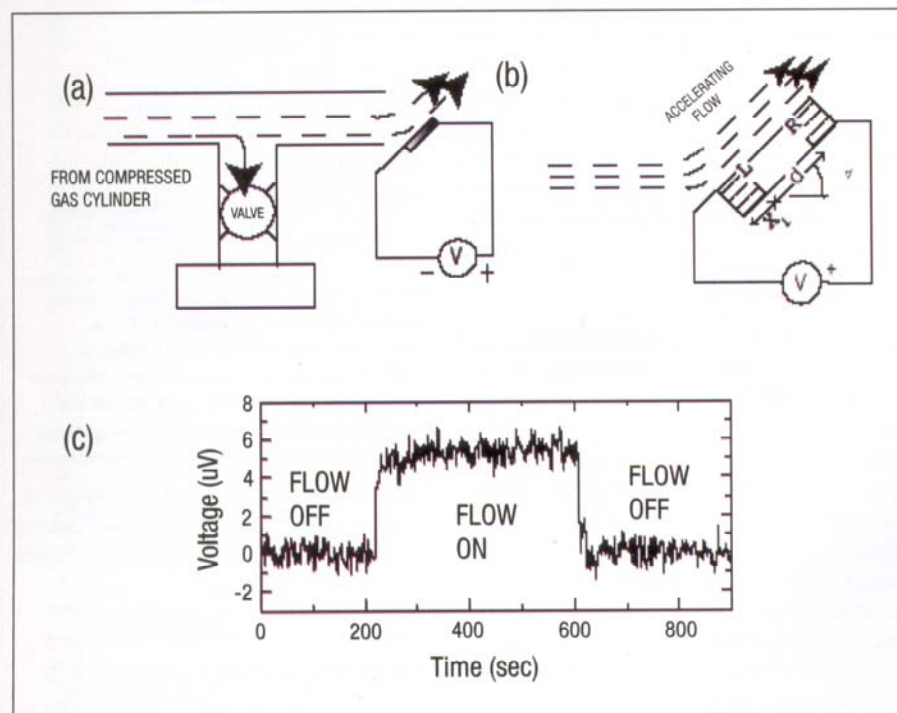 (a)
FROM COMPRESSED
GAS CYLINDER
VALVE
V
− +
(b)
ACCELERATING
FLOW
L R
d
X₁
V
+
(c)
Voltage (uV)
8
6
4
2
0
-2
FLOW
OFF
FLOW
ON
FLOW
OFF
0 200 400 600 800
Time (sec)